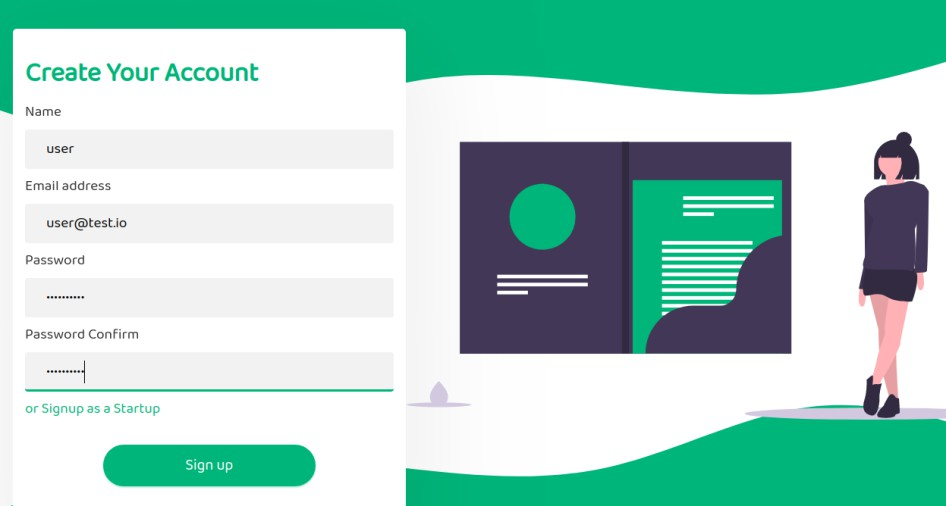 Create Your Account
Name
user
Email address
user@test.io
Password
••••••••••
Password Confirm
••••••••••
or Signup as a Startup
Sign up